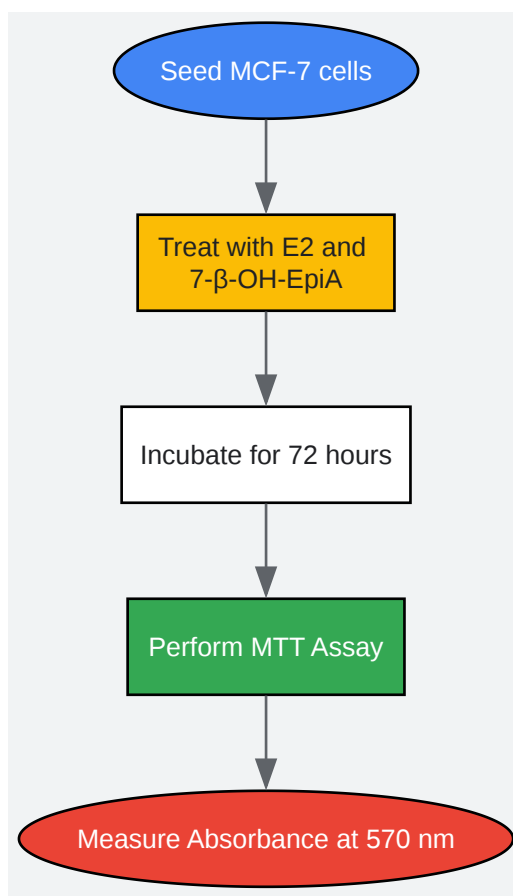 Seed MCF-7 cells
Treat with E2 and
7-β-OH-EpiA
Incubate for 72 hours
Perform MTT Assay
Measure Absorbance at 570 nm